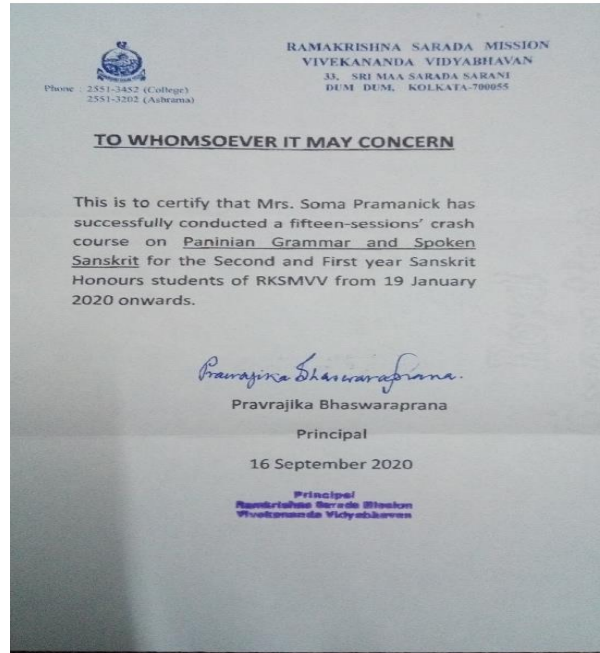 RAMAKRISHNA SARADA MISSION
VIVEKANANDA VIDYABHAVAN
33, SRI MAA SARADA SARANI
DUM DUM, KOLKATA-700055
Phone : 2551-3452 (College)
2551-3202 (Ashrama)
TO WHOMSOEVER IT MAY CONCERN
This is to certify that Mrs. Soma Pramanick has
successfully conducted a fifteen-sessions' crash
course on Paninian Grammar and Spoken
Sanskrit for the Second and First year Sanskrit
Honours students of RKSMVV from 19 January
2020 onwards.
Pravrajika Bhaswaraprana.
Pravrajika Bhaswaraprana
Principal
16 September 2020
Principal
Ramkrishna Sarada Mission
Vivekananda Vidyabhavan